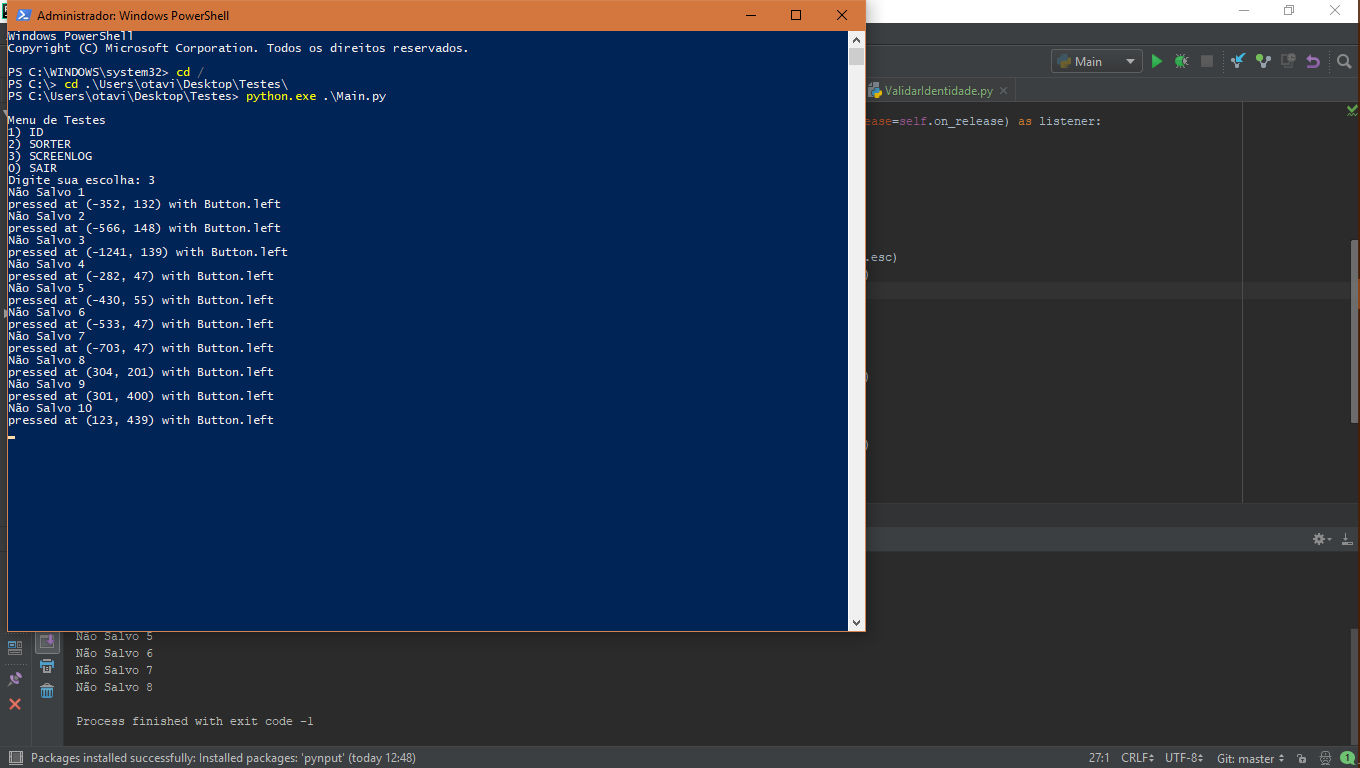 Administrador: Windows PowerShell
Windows PowerShell
Copyright (C) Microsoft Corporation. Todos os direitos reservados.
PS C:\WINDOWS\system32> cd /
PS C:\> cd .\Users\otavi\Desktop\Testes\
PS C:\Users\otavi\Desktop\Testes> python.exe .\Main.py
Menu de Testes
1) ID
2) SORTER
3) SCREENLOG
0) SAIR
Digite sua escolha: 3
Não Salvo 1
pressed at (-352, 132) with Button.left
Não Salvo 2
pressed at (-566, 148) with Button.left
Não Salvo 3
pressed at (-1241, 139) with Button.left
Não Salvo 4
pressed at (-282, 47) with Button.left
Não Salvo 5
pressed at (-430, 55) with Button.left
Não Salvo 6
pressed at (-533, 47) with Button.left
Não Salvo 7
pressed at (-703, 47) with Button.left
Não Salvo 8
pressed at (304, 201) with Button.left
Não Salvo 9
pressed at (301, 400) with Button.left
Não Salvo 10
pressed at (123, 439) with Button.left
Main
ValidarIdentidade.py
ease=self.on_release) as listener:
.esc)
)
)
)
Não Salvo 5
Não Salvo 6
Não Salvo 7
Não Salvo 8
Process finished with exit code -1
Packages installed successfully: Installed packages: 'pynput' (today 12:48)
27:1 CRLF UTF-8 Git: master 1